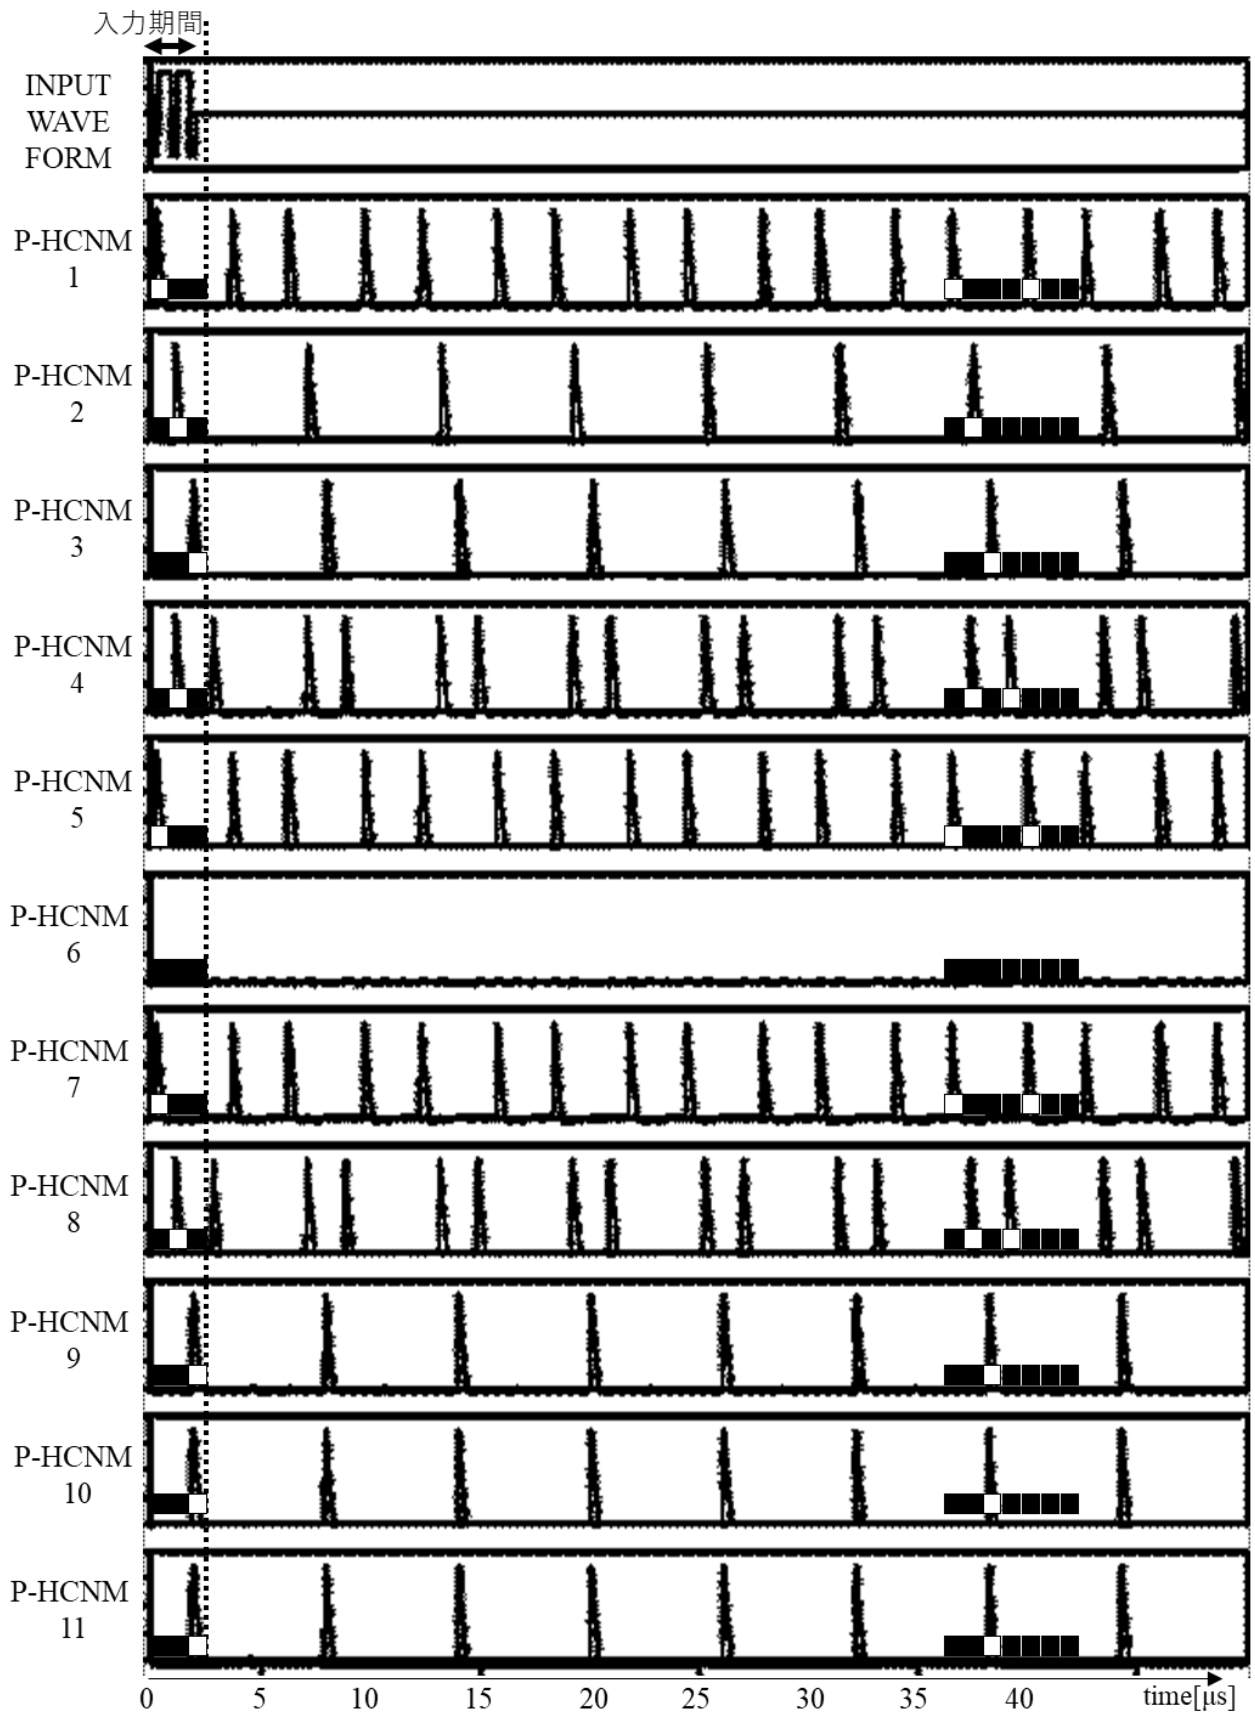 入力期間
INPUT
WAVE
FORM
P-HCNM
1
P-HCNM
2
P-HCNM
3
P-HCNM
4
P-HCNM
5
P-HCNM
6
P-HCNM
7
P-HCNM
8
P-HCNM
9
P-HCNM
10
P-HCNM
11
0 5 10 15 20 25 30 35 40 time[μs]